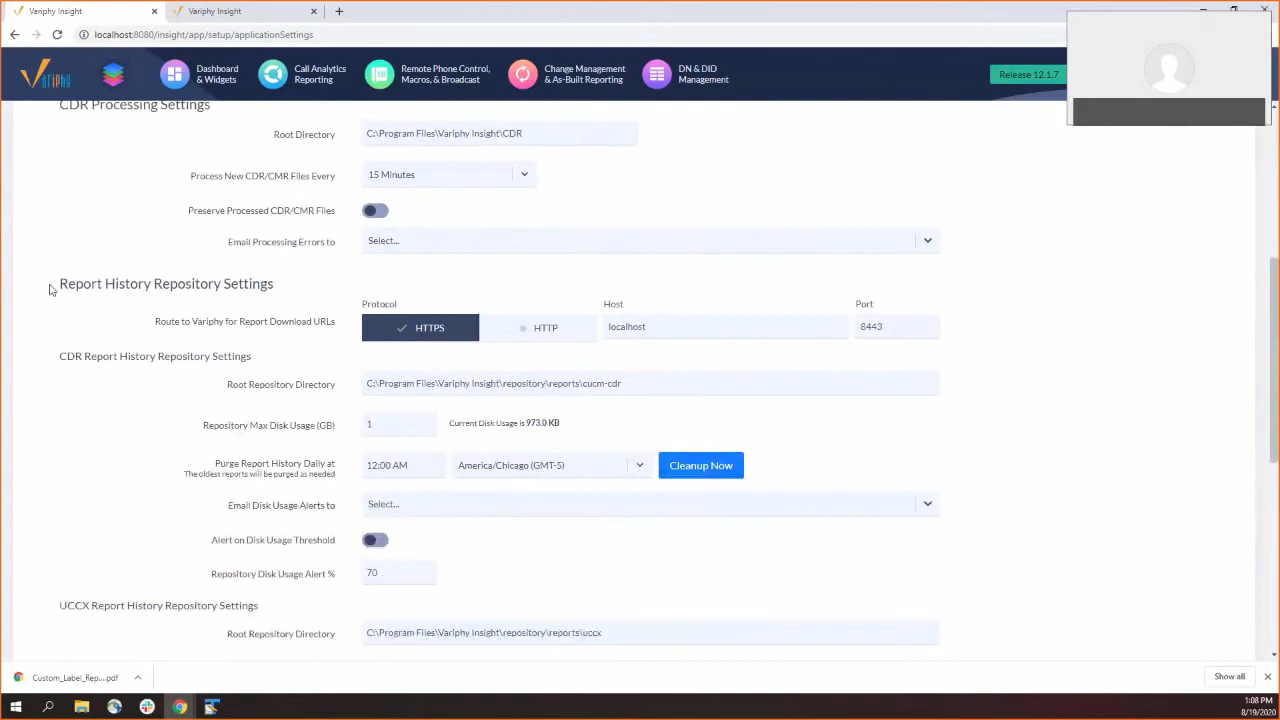 Variphy Insight
Variphy Insight
localhost:8080/insight/app/setup/applicationSettings
Variphy
Dashboard
& Widgets
Call Analytics
Reporting
Remote Phone Control,
Macros, & Broadcast
Change Management
& As-Built Reporting
DN & DID
Management
Release 12.1.7
CDR Processing Settings
Root Directory
C:\Program Files\Variphy Insight\CDR
Process New CDR/CMR Files Every
15 Minutes
Preserve Processed CDR/CMR Files
Email Processing Errors to
Select...
Report History Repository Settings
Protocol
Host
Port
Route to Variphy for Report Download URLs
HTTPS
HTTP
localhost
8443
CDR Report History Repository Settings
Root Repository Directory
C:\Program Files\Variphy Insight\repository\reports\cucm-cdr
Repository Max Disk Usage (GB)
1
Current Disk Usage is 973.0 KB
Purge Report History Daily at
The oldest reports will be purged as needed
12:00 AM
America/Chicago (GMT-5)
Cleanup Now
Email Disk Usage Alerts to
Select...
Alert on Disk Usage Threshold
Repository Disk Usage Alert %
70
UCCX Report History Repository Settings
Root Repository Directory
C:\Program Files\Variphy Insight\repository\reports\uccx
Custom_Label_Rep....pdf
Show all
1:08 PM
8/19/2020